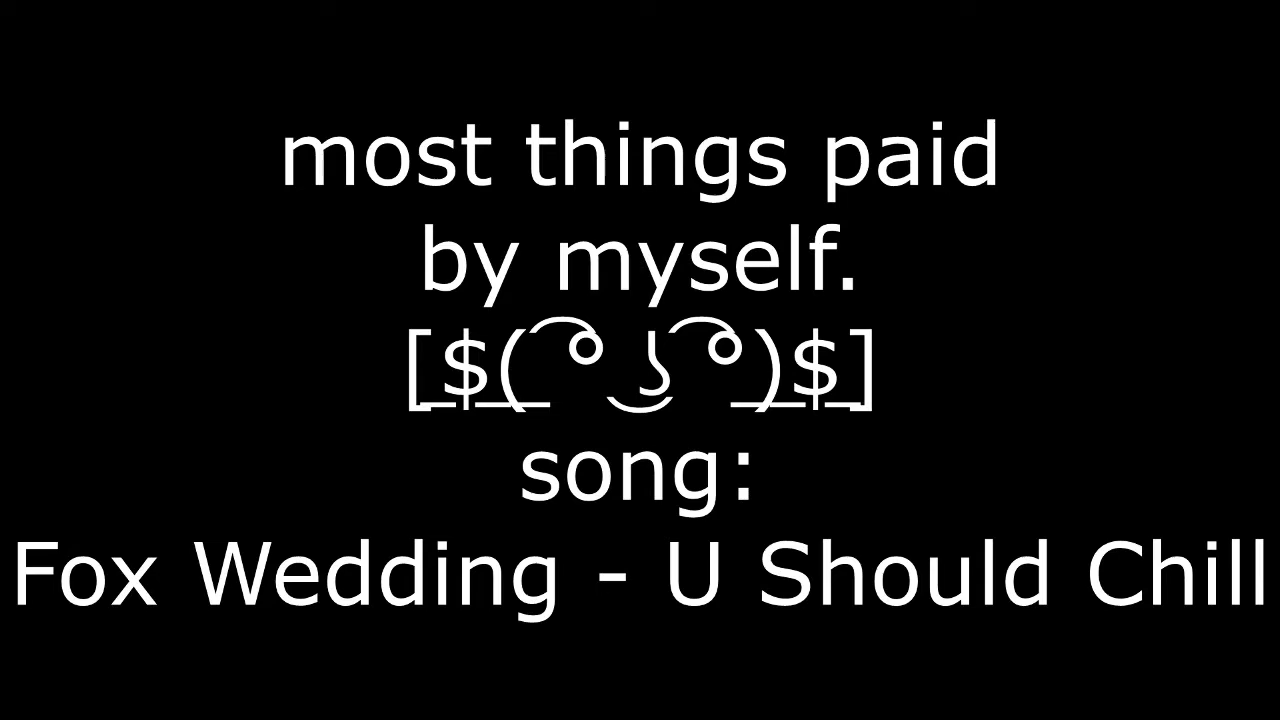 most things paid
by myself.
[̲̅$̲̅(̲̅ ͡° ͜ʖ ͡°̲̅)̲̅$̲̅]
song:
Fox Wedding - U Should Chill